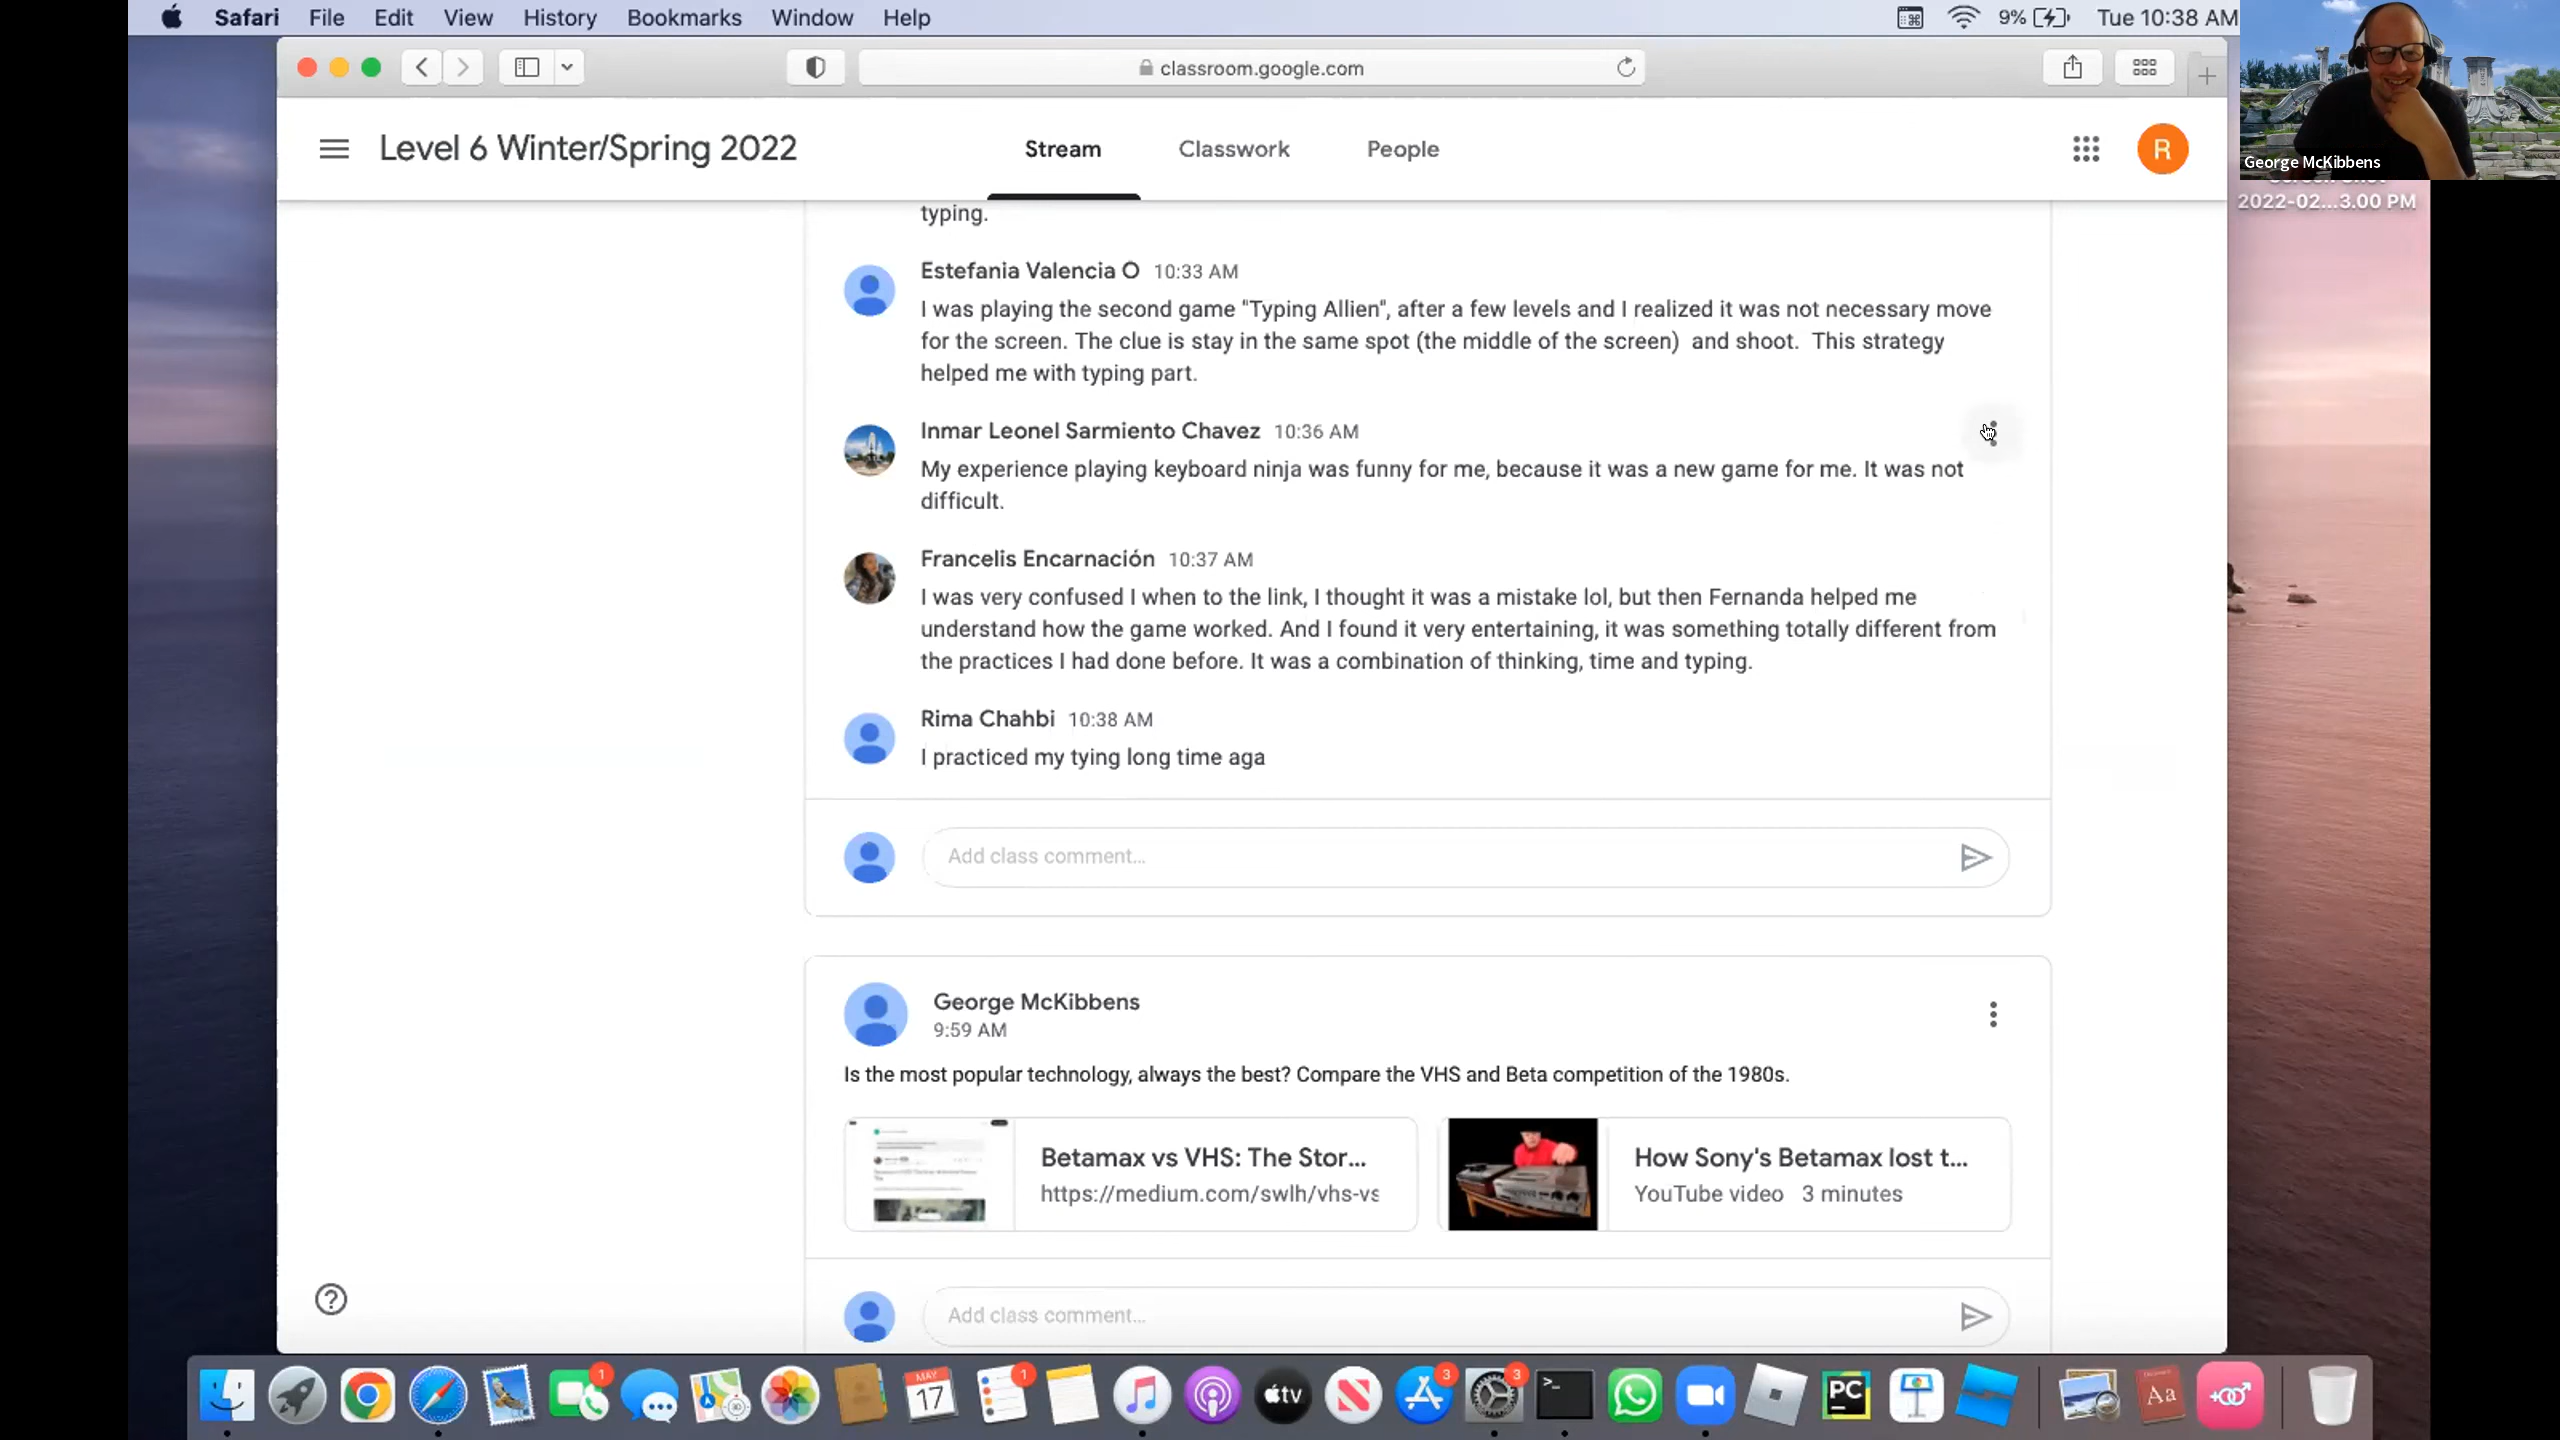 Safari File Edit View History Bookmarks Window Help 9% Tue 10:38 AM
classroom.google.com
George McKibbens
2022-02...3.00 PM
Level 6 Winter/Spring 2022 Stream Classwork People R
typing.
Estefania Valencia O 10:33 AM
I was playing the second game "Typing Allien", after a few levels and I realized it was not necessary move
for the screen. The clue is stay in the same spot (the middle of the screen) and shoot. This strategy
helped me with typing part.
Inmar Leonel Sarmiento Chavez 10:36 AM
My experience playing keyboard ninja was funny for me, because it was a new game for me. It was not
difficult.
Francelis Encarnación 10:37 AM
I was very confused I when to the link, I thought it was a mistake lol, but then Fernanda helped me
understand how the game worked. And I found it very entertaining, it was something totally different from
the practices I had done before. It was a combination of thinking, time and typing.
Rima Chahbi 10:38 AM
I practiced my tying long time aga
Add class comment...
George McKibbens
9:59 AM
Is the most popular technology, always the best? Compare the VHS and Beta competition of the 1980s.
Betamax vs VHS: The Stor...
https://medium.com/swlh/vhs-vs
How Sony's Betamax lost t...
YouTube video 3 minutes
Add class comment...
1 MAY 17 1 tv 3 3 PC Aa